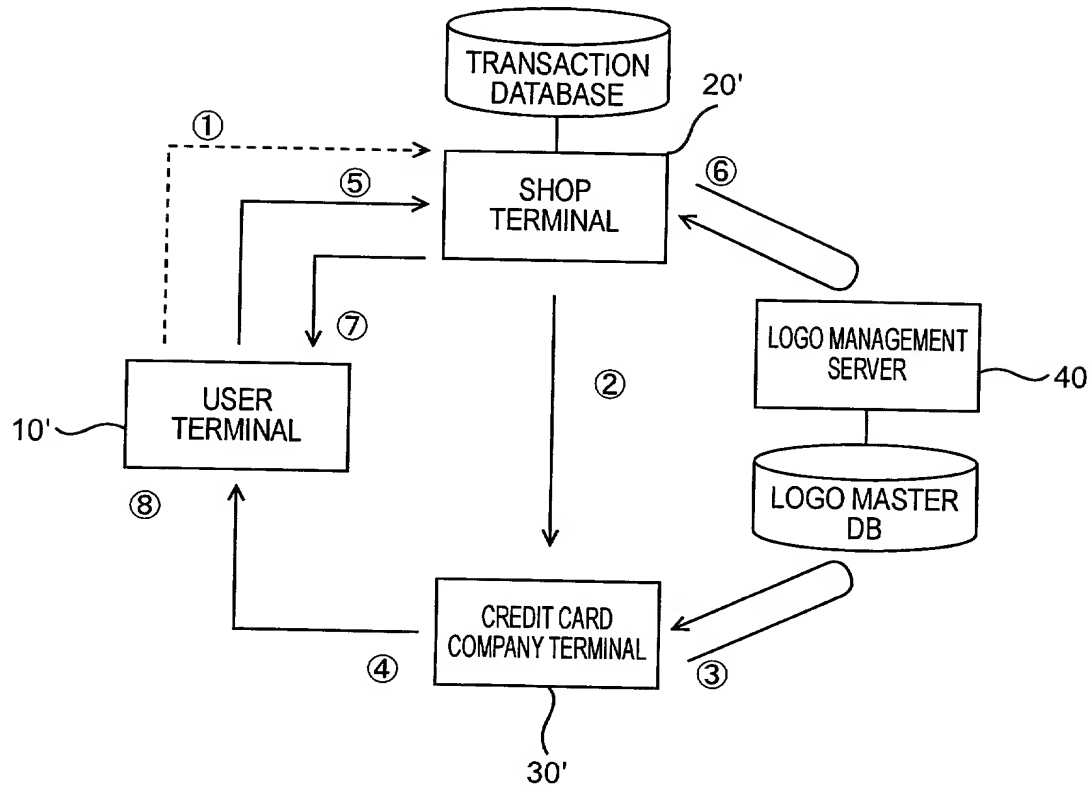 TRANSACTION
DATABASE
20'
①
⑥
⑤
SHOP
TERMINAL
⑦
LOGO MANAGEMENT
SERVER
40
②
USER
TERMINAL
10'
⑧
LOGO MASTER
DB
CREDIT CARD
COMPANY TERMINAL
④
③
30'